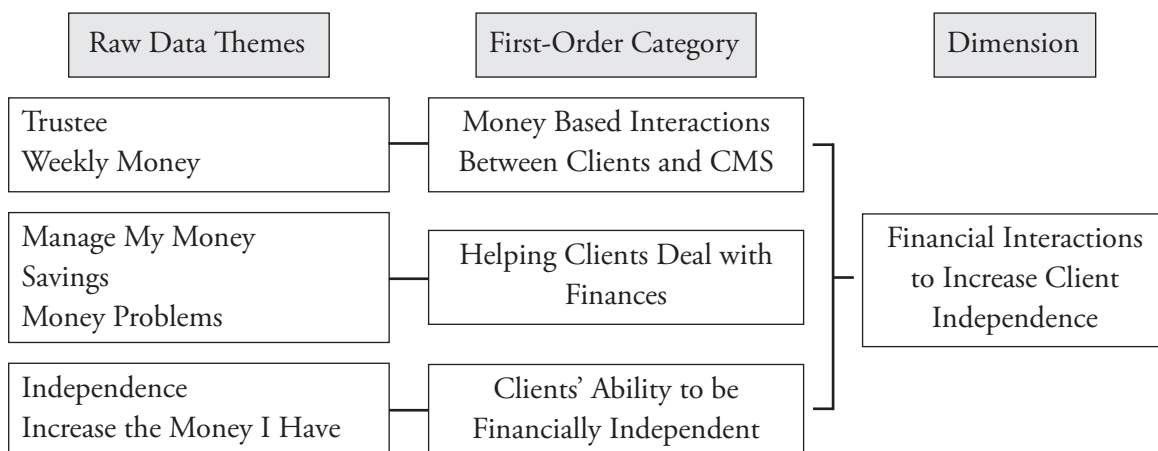 Raw Data Themes
First-Order Category
Dimension
Trustee
Weekly Money
Money Based Interactions
Between Clients and CMS
Manage My Money
Savings
Money Problems
Helping Clients Deal with
Finances
Independence
Increase the Money I Have
Clients’ Ability to be
Financially Independent
Financial Interactions
to Increase Client
Independence